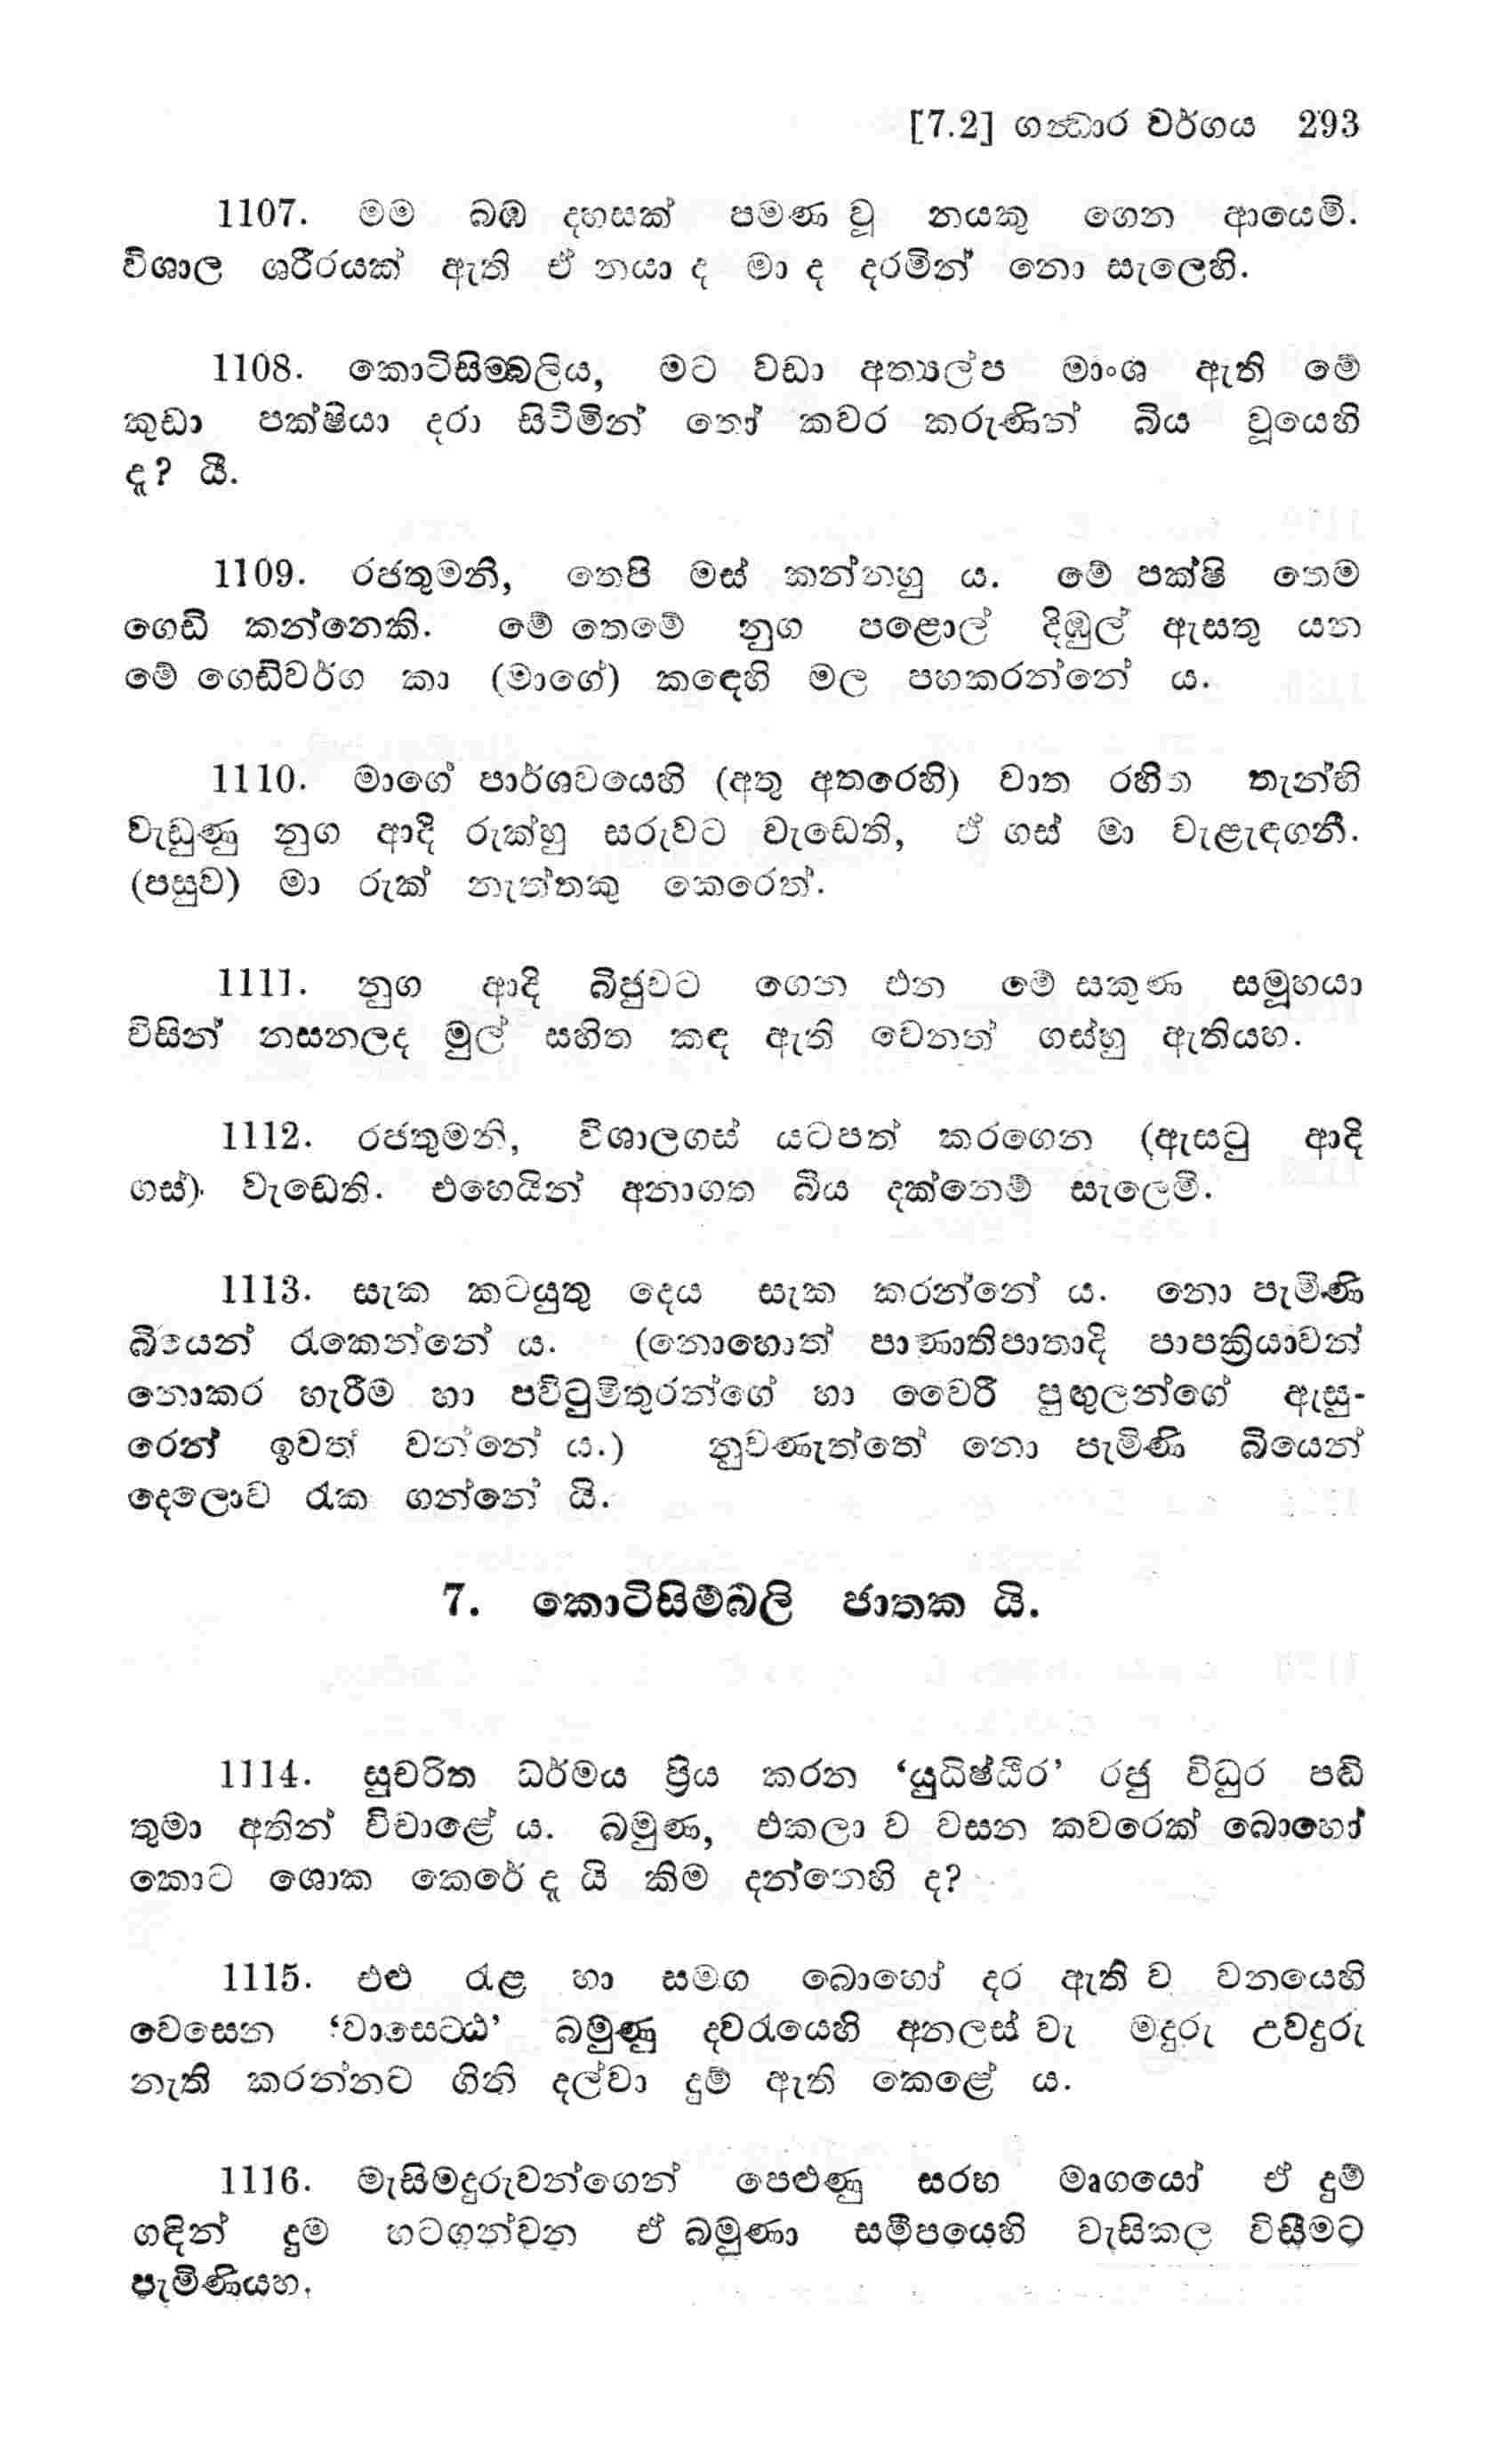 [7.2] ගන්‍ධාර වර්ගය 293
1107. මම බඹ දහසක් පමණ වූ නයකු ගෙන ආයෙමි.
විශාල ශරීරයක් ඇති ඒ නයා ද මා ද දරමින් නො සැලෙහි.
1108. කොටිසිම්බලිය, මට වඩා අත්‍යල්ප මාංශ ඇති මේ
කුඩා පක්ෂියා දරා සිටීමින් තෝ කවර කරුණින් බිය වූයෙහි
දැ? යී.
1109. රජතුමනි, තෙපි මස් කන්නහු ය. මේ පක්ෂි තෙම
ගෙඩි කන්නෙකි. මේ තෙමේ නුග පළොල් දිඹුල් ඇසතු යන
මේ ගෙඩිවර්ග කා (මාගේ) කඳෙහි මල පහකරන්නේ ය.
1110. මාගේ පාර්ශවයෙහි (අතු අතරෙහි) වාත රහිත තැන්හි
වැඩුණු නුග ආදී රුක්හු සරුවට වැඩෙති, ඒ ගස් මා වැළැඳගනී.
(පසුව) මා රුක් නැත්තකු කෙරෙත්.
1111. නුග ආදි බිජුවට ගෙන එන මේ සකුණ සමූහයා
විසින් නසනලද මුල් සහිත කඳ ඇති වෙනත් ගස්හු ඇතියහ.
1112. රජතුමනි, විශාලගස් යටපත් කරගෙන (ඇසටු ආදි
ගස්) වැඩෙති. එහෙයින් අනාගත බිය දක්නෙම් සැලෙමි.
1113. සැක කටයුතු දෙය සැක කරන්නේ ය. නො පැමිණි
බියෙන් රැකෙන්නේ ය. (නොහොත් පාණාතිපාතාදි පාපක්‍රියාවන්
නොකර හැරීම හා පවිටුමිතුරන්ගේ හා වෛරී පුඟුලන්ගේ ඇසු-
රෙන් ඉවත් වන්නේ ය.) නුවණැත්තේ නො පැමිණි බියෙන්
දෙලොව රැක ගන්නේ යි.
7. කොටිසිම්බලි ජාතක යි.
1114. සුචරිත ධර්මය ප්‍රිය කරන ‘යුධිෂ්ඨිර’ රජු විධුර පඬි
තුමා අතින් විචාළේ ය. බමුණ, එකලා ව වසන කවරෙක් බොහෝ
කොට ශොක කෙරේ දැ යි කිම දන්නෙහි ද?
1115. එළු රැළ හා සමග බොහෝ දර ඇති ව වනයෙහි
වෙසෙන ‘වාසෙට්ඨ’ බමුණු දවරැයෙහි අනලස් වැ මදුරු උවදුරු
නැති කරන්නට ගිනි දල්වා දුම් ඇති කෙළේ ය.
1116. මැසිමදුරුවන්ගෙන් පෙළුණු සරභ මෘගයෝ ඒ දුම්
ගඳින් දුම හටගන්වන ඒ බමුණා සමීපයෙහි වැසිකල විසීමට
පැමිණියහ.